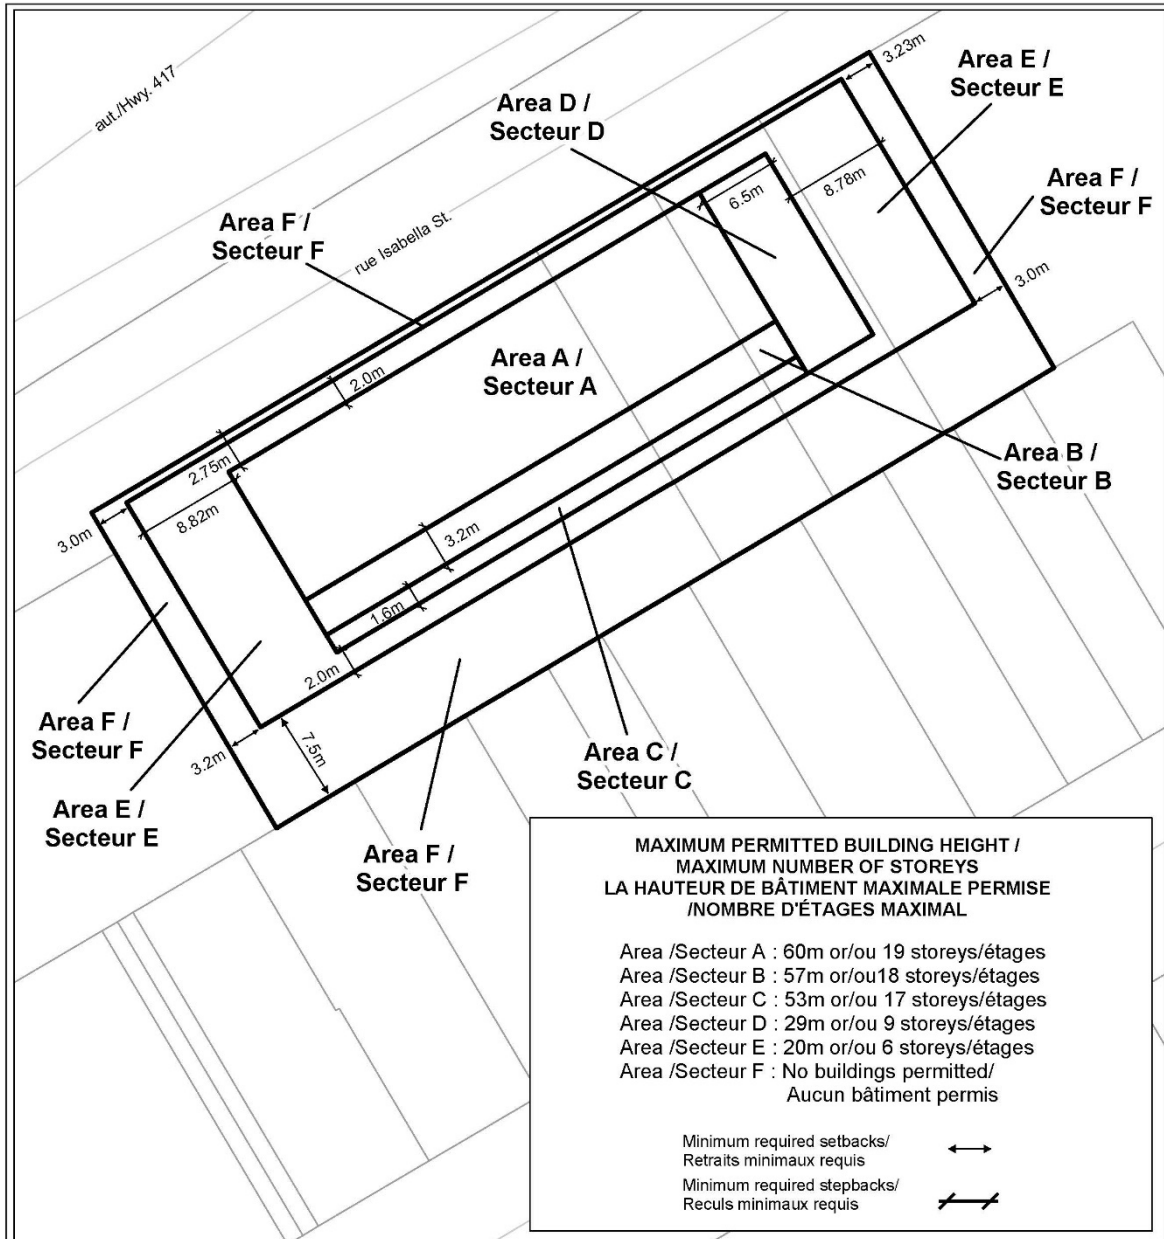 aut./Hwy. 417
rue Isabella St.
Area D /
Secteur D
3.23m
Area E /
Secteur E
Area F /
Secteur F
6.5m
8.78m
Area F /
Secteur F
3.0m
2.0m
Area A /
Secteur A
2.75m
8.82m
3.0m
3.2m
Area B /
Secteur B
1.6m
2.0m
Area F /
Secteur F
3.2m
7.5m
Area C /
Secteur C
Area E /
Secteur E
Area F /
Secteur F
MAXIMUM PERMITTED BUILDING HEIGHT /
MAXIMUM NUMBER OF STOREYS
LA HAUTEUR DE BÂTIMENT MAXIMALE PERMISE
/NOMBRE D'ÉTAGES MAXIMAL
Area /Secteur A : 60m or/ou 19 storeys/étages
Area /Secteur B : 57m or/ou18 storeys/étages
Area /Secteur C : 53m or/ou 17 storeys/étages
Area /Secteur D : 29m or/ou 9 storeys/étages
Area /Secteur E : 20m or/ou 6 storeys/étages
Area /Secteur F : No buildings permitted/
Aucun bâtiment permis
Minimum required setbacks/
Retraits minimaux requis
Minimum required stepbacks/
Reculs minimaux requis